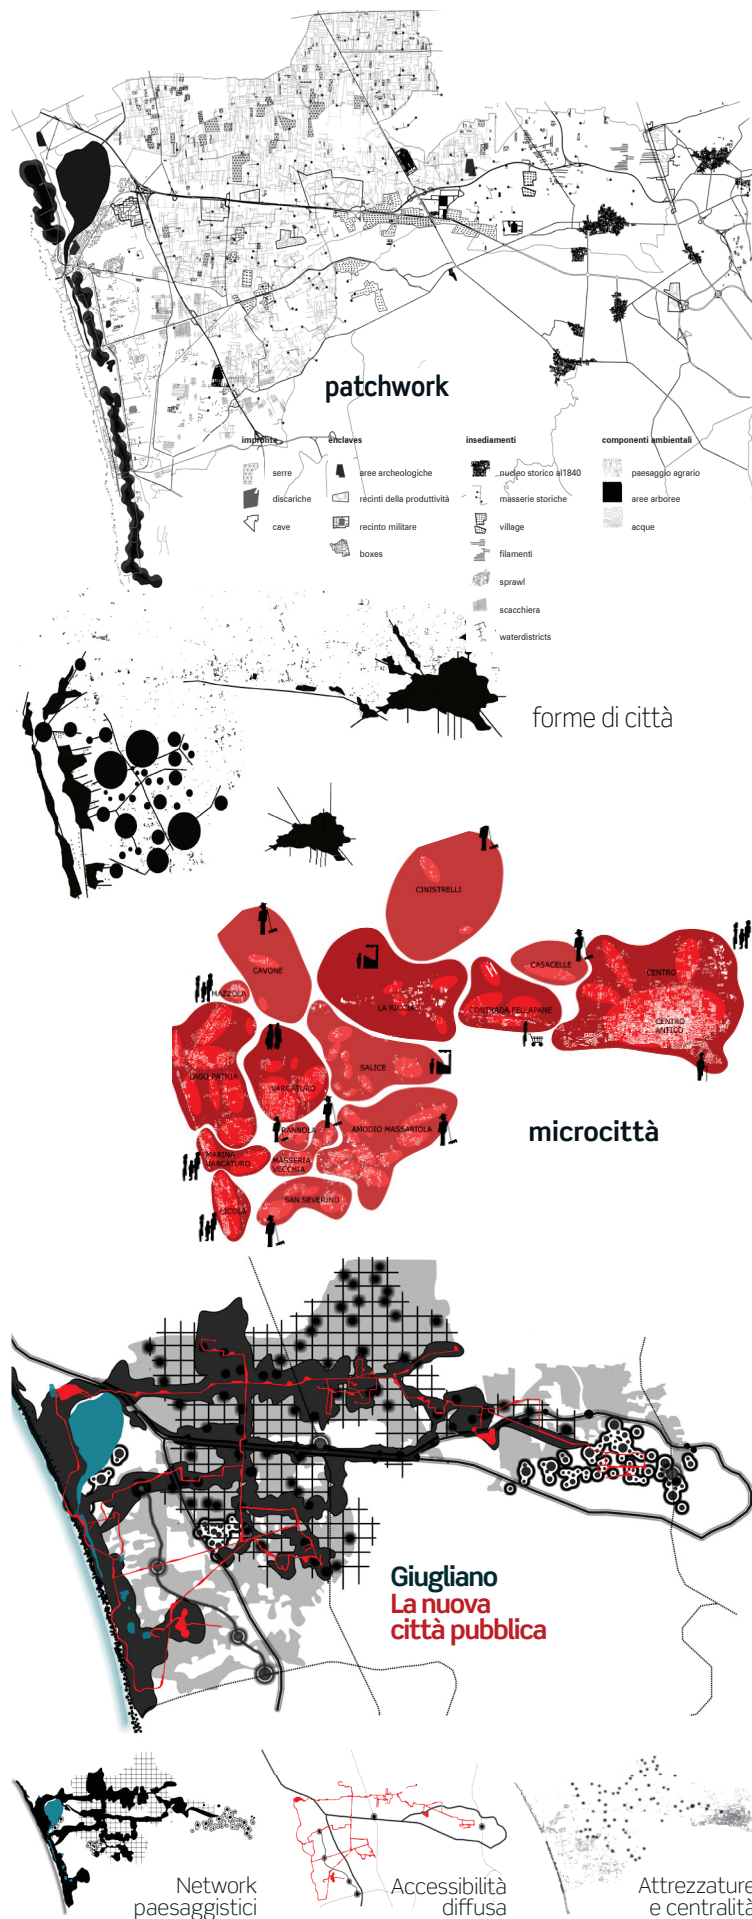 patchwork
impronte
serre
discariche
cave
enclaves
aree archeologiche
recinti della produttività
recinto militare
boxes
insediamenti
nucleo storico al1840
masserie storiche
village
filamenti
sprawl
scacchiera
waterdistricts
componenti ambientali
paesaggio agrario
aree arboree
acque
forme di città
CINISTRELLI
CAVONE
CASACELLE
CENTRO
MAZZOLA
LA RICCIA
CONTRADA FELLAPANE
CENTRO
ANTICO
LAGO PATRIA
VARCATURO
SALICE
RANNOLA
AMODIO MASSARIOLA
microcittà
MARINA
VARCATURO
MASSERIA
VECCHIA
LICOLA
SAN SEVERINO
Giugliano
La nuova
città pubblica
Network
paesaggistici
Accessibilità
diffusa
Attrezzature
e centralità